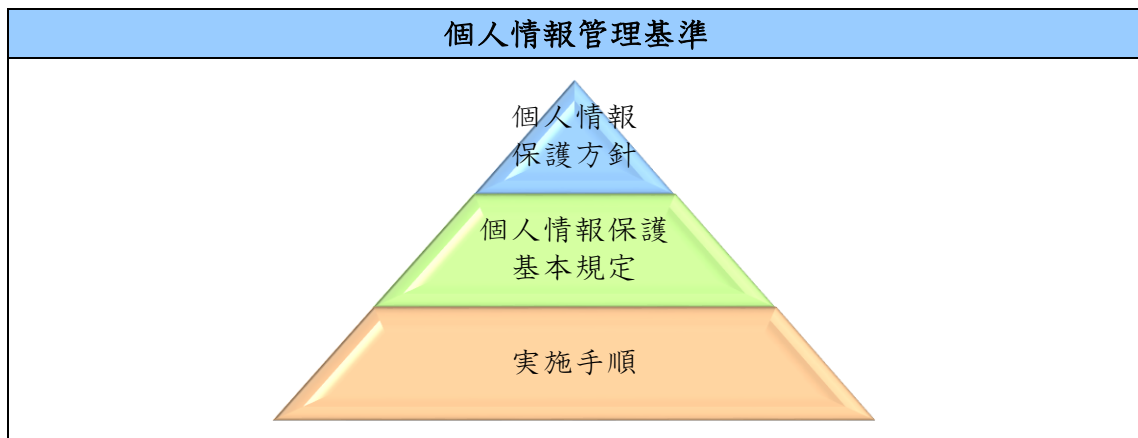 個人情報管理基準
個人情報
保護方針
個人情報保護
基本規定
実施手順